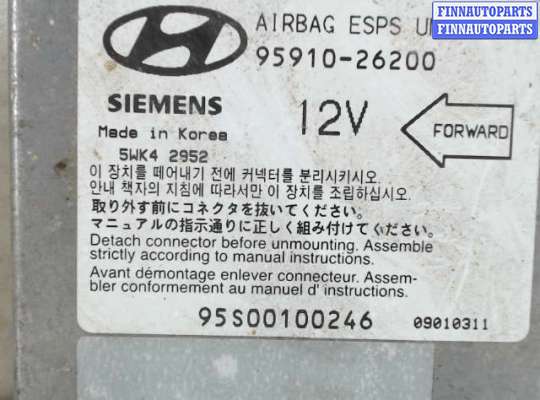 FINNAUTOPARTS
FINNAUTOPARTS
AIRBAG ESPS
95910-26200
SIEMENS
12V
FORWARD
Made in Korea
5WK4 2952
이 장치를 떼어내기 전에 커넥터를 분리시키시오.
안내 책자의 지침에 따라서만 이 장치를 조립하십시오.
取り外す前にコネクタを抜いてください。
マニュアルの指示通りに正しく組み付けてください。
Detach connector before unmounting. Assemble
strictly according to manual instructions.
Avant démontage enlever connecteur. Assem-
bler conformement au manuel d' instructions.
95S00100246
09010311